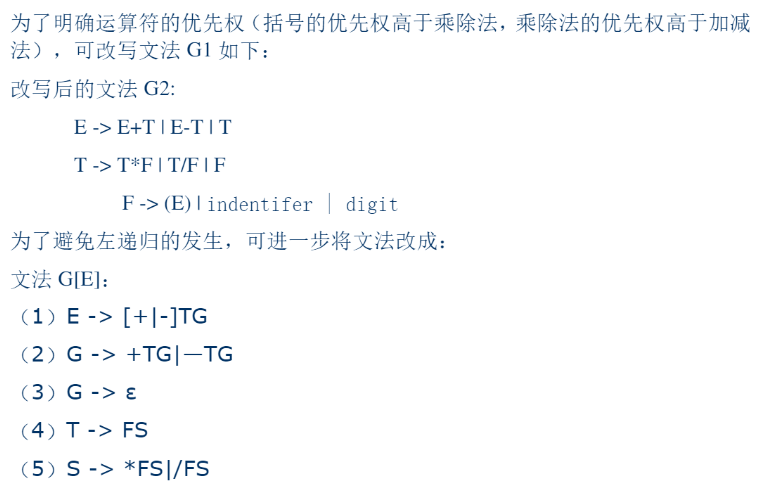 为了明确运算符的优先权（括号的优先权高于乘除法，乘除法的优先权高于加减
法），可改写文法 G1 如下：
改写后的文法 G2:
E -> E+T | E-T | T
T -> T*F | T/F | F
F -> (E) | indentifer | digit
为了避免左递归的发生，可进一步将文法改成：
文法 G[E]：
（1）E -> [+|-]TG
（2）G -> +TG|—TG
（3）G -> ε
（4）T -> FS
（5）S -> *FS|/FS